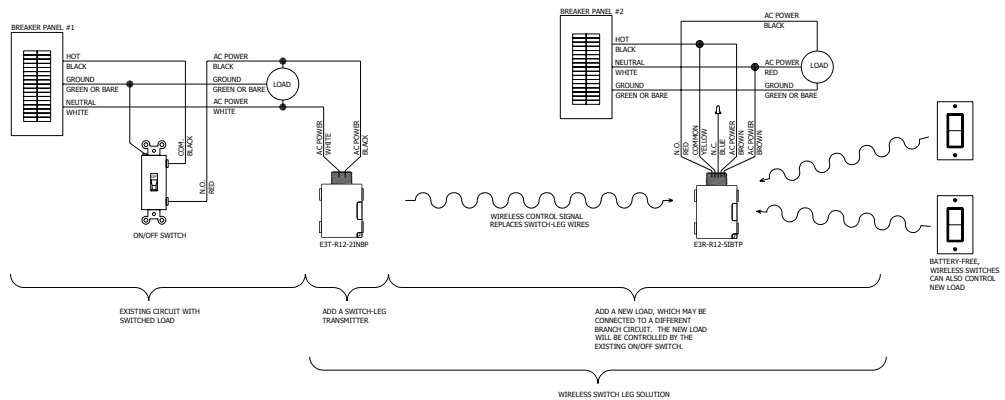 BREAKER PANEL #1
HOT
BLACK
GROUND
GREEN OR BARE
NEUTRAL
WHITE
AC POWER
BLACK
GROUND
GREEN OR BARE
AC POWER
WHITE
LOAD
COM.
BLACK
N.O.
RED
ON/OFF SWITCH
AC POWER
WHITE
AC POWER
BLACK
E3T-R12-2INBP
WIRELESS CONTROL SIGNAL
REPLACES SWITCH-LEG WIRES
BREAKER PANEL #2
HOT
BLACK
NEUTRAL
WHITE
GROUND
GREEN OR BARE
AC POWER
BLACK
AC POWER
RED
GROUND
GREEN OR BARE
LOAD
N.O.
RED
COMMON
YELLOW
N.C.
BLUE
AC POWER
BROWN
AC POWER
BROWN
E3R-R12-5IBTP
BATTERY-FREE,
WIRELESS SWITCHES
CAN ALSO CONTROL
NEW LOAD
EXISTING CIRCUIT WITH
SWITCHED LOAD
ADD A SWITCH-LEG
TRANSMITTER
ADD A NEW LOAD, WHICH MAY BE
CONNECTED TO A DIFFERENT
BRANCH CIRCUIT. THE NEW LOAD
WILL BE CONTROLLED BY THE
EXISTING ON/OFF SWITCH.
WIRELESS SWITCH LEG SOLUTION